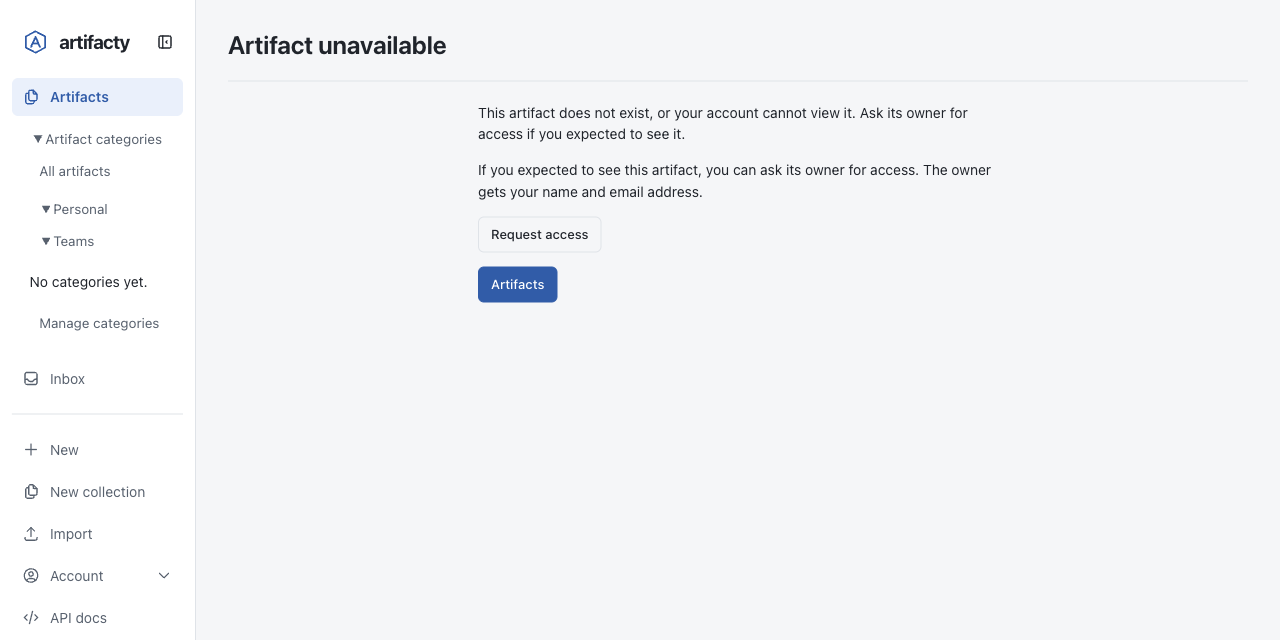 artifacty
Artifacts
Artifact categories
All artifacts
Personal
Teams
No categories yet.
Manage categories
Inbox
New
New collection
Import
Account
API docs
Artifact unavailable
This artifact does not exist, or your account cannot view it. Ask its owner for
access if you expected to see it.
If you expected to see this artifact, you can ask its owner for access. The owner
gets your name and email address.
Request access
Artifacts